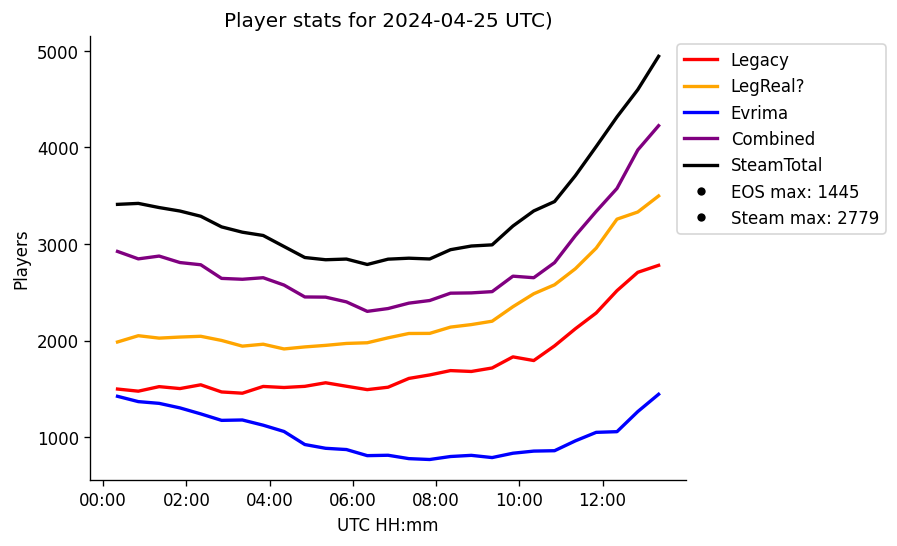 Player stats for 2024-04-25 UTC)
5000
4000
3000
2000
1000
Players
00:00 02:00 04:00 06:00 08:00 10:00 12:00
UTC HH:mm
Legacy
LegReal?
Evrima
Combined
SteamTotal
EOS max: 1445
Steam max: 2779